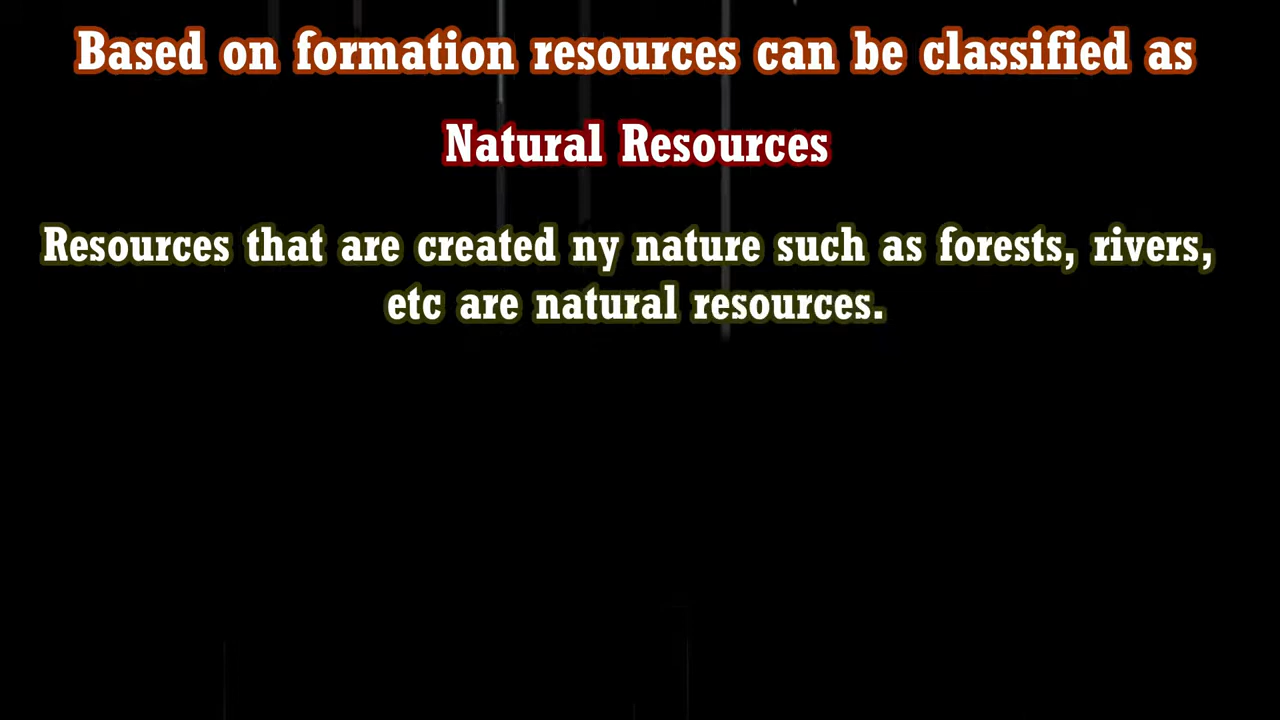 Based on formation resources can be classified as
Natural Resources
Resources that are created ny nature such as forests, rivers,
etc are natural resources.